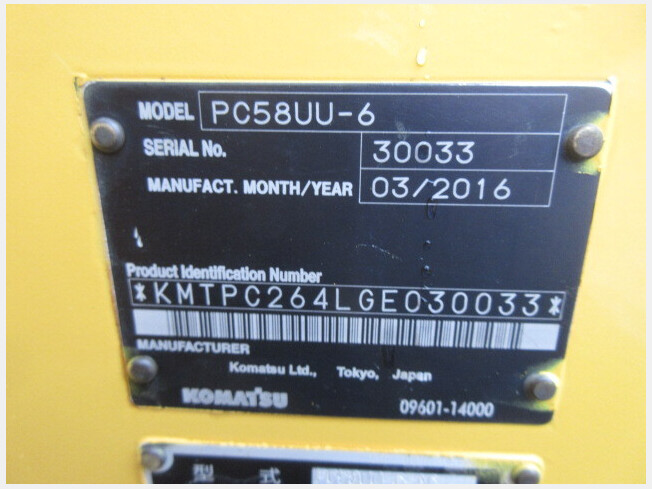 MODEL PC58UU-6
SERIAL No. 30033
MANUFACT. MONTH/YEAR 03/2016
Product Identification Number
*KMTPC264LGE030033*
MANUFACTURER
Komatsu Ltd., Tokyo, Japan
KOMATSU
09601-14000
型 式